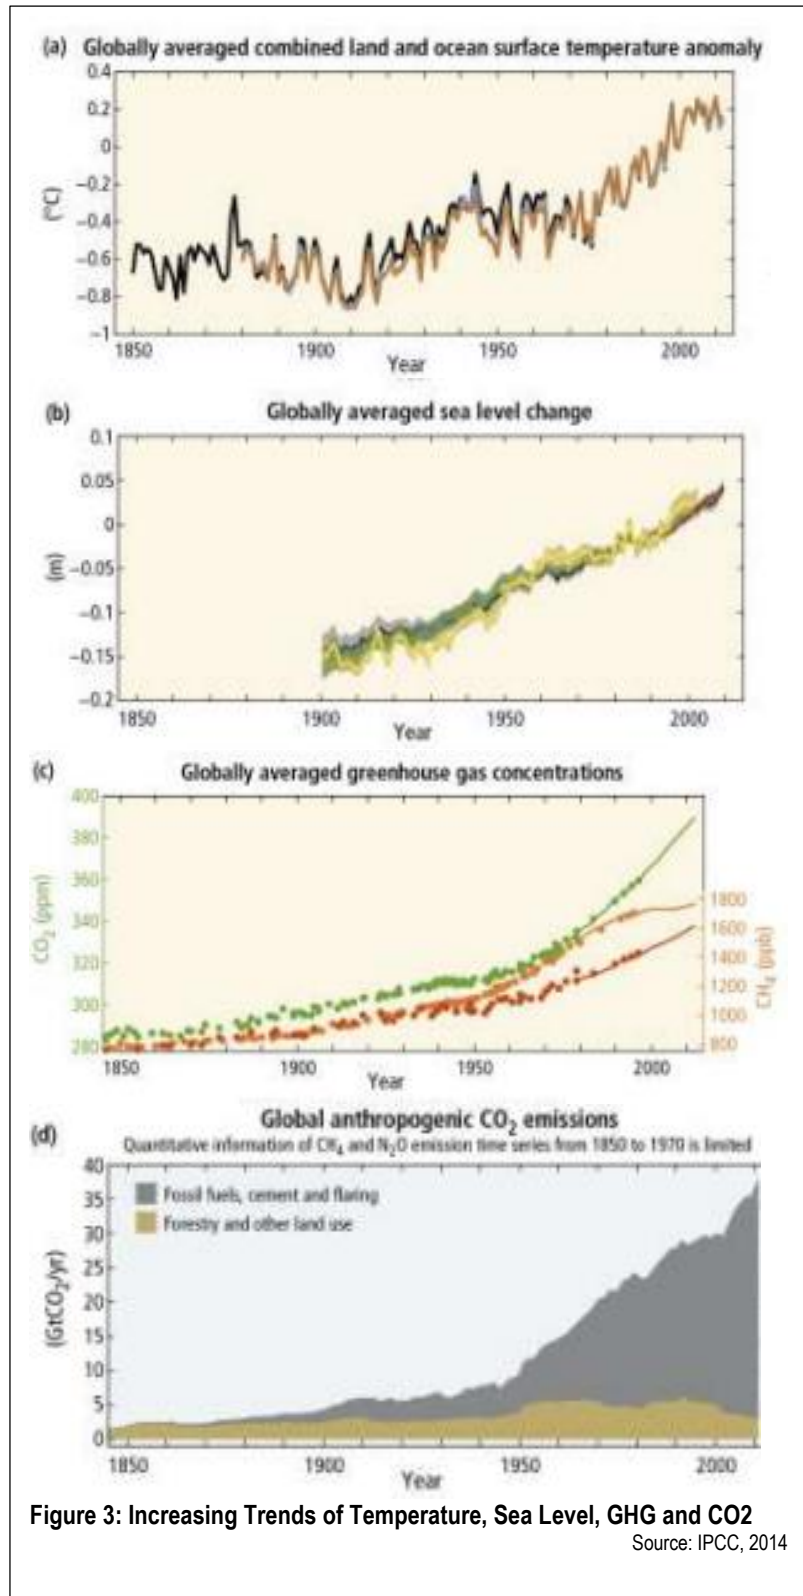 (a) Globally averaged combined land and ocean surface temperature anomaly
0.4
0.2
0
−0.2
−0.4
−0.6
−0.8
−1
(°C)
1850 1900 1950 2000
Year
(b) Globally averaged sea level change
0.1
0.05
0
−0.05
−0.1
−0.15
−0.2
(m)
1850 1900 1950 2000
Year
(c) Globally averaged greenhouse gas concentrations
400
380
360
340
320
300
280
CO₂ (ppm)
1800
1600
1400
1200
1000
800
CH₄ (ppb)
1850 1900 1950 2000
Year
(d) Global anthropogenic CO₂ emissions
Quantitative information of CH₄ and N₂O emission time series from 1850 to 1970 is limited
40
35
30
25
20
15
10
5
0
(GtCO₂/yr)
Fossil fuels, cement and flaring
Forestry and other land use
1850 1900 1950 2000
Year
Figure 3: Increasing Trends of Temperature, Sea Level, GHG and CO2
Source: IPCC, 2014